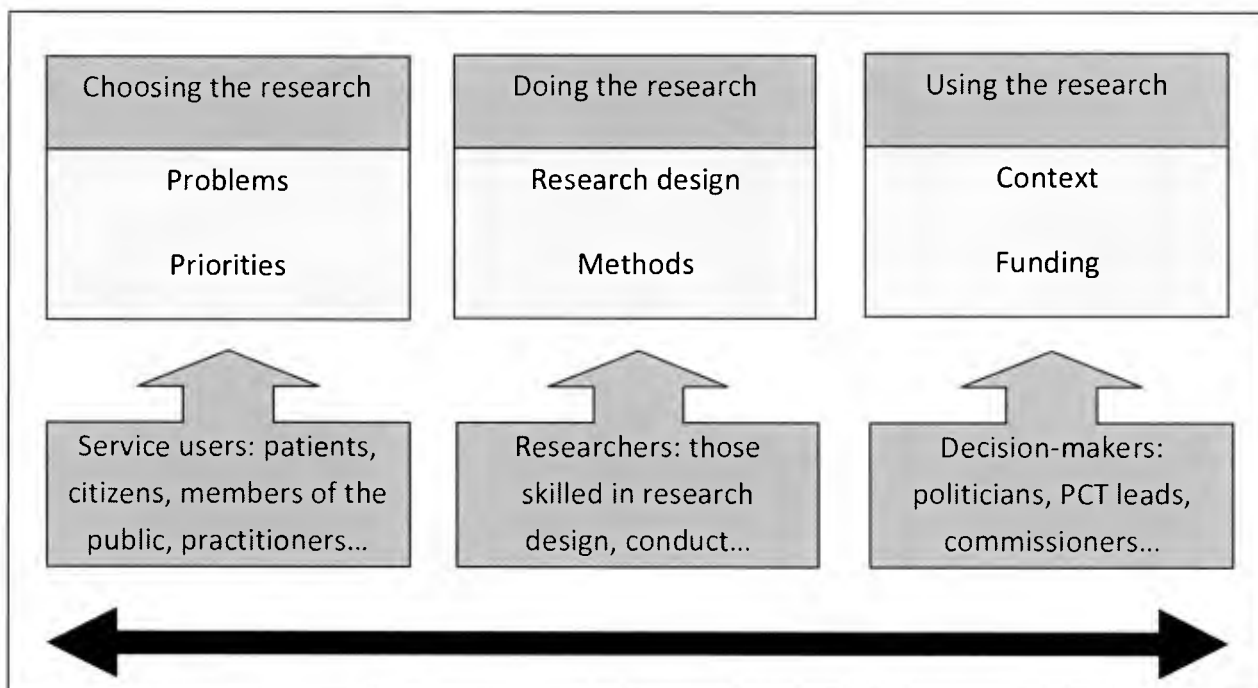 Choosing the research
Problems
Priorities
Doing the research
Research design
Methods
Using the research
Context
Funding
Service users: patients,
citizens, members of the
public, practitioners...
Researchers: those
skilled in research
design, conduct...
Decision-makers:
politicians, PCT leads,
commissioners...